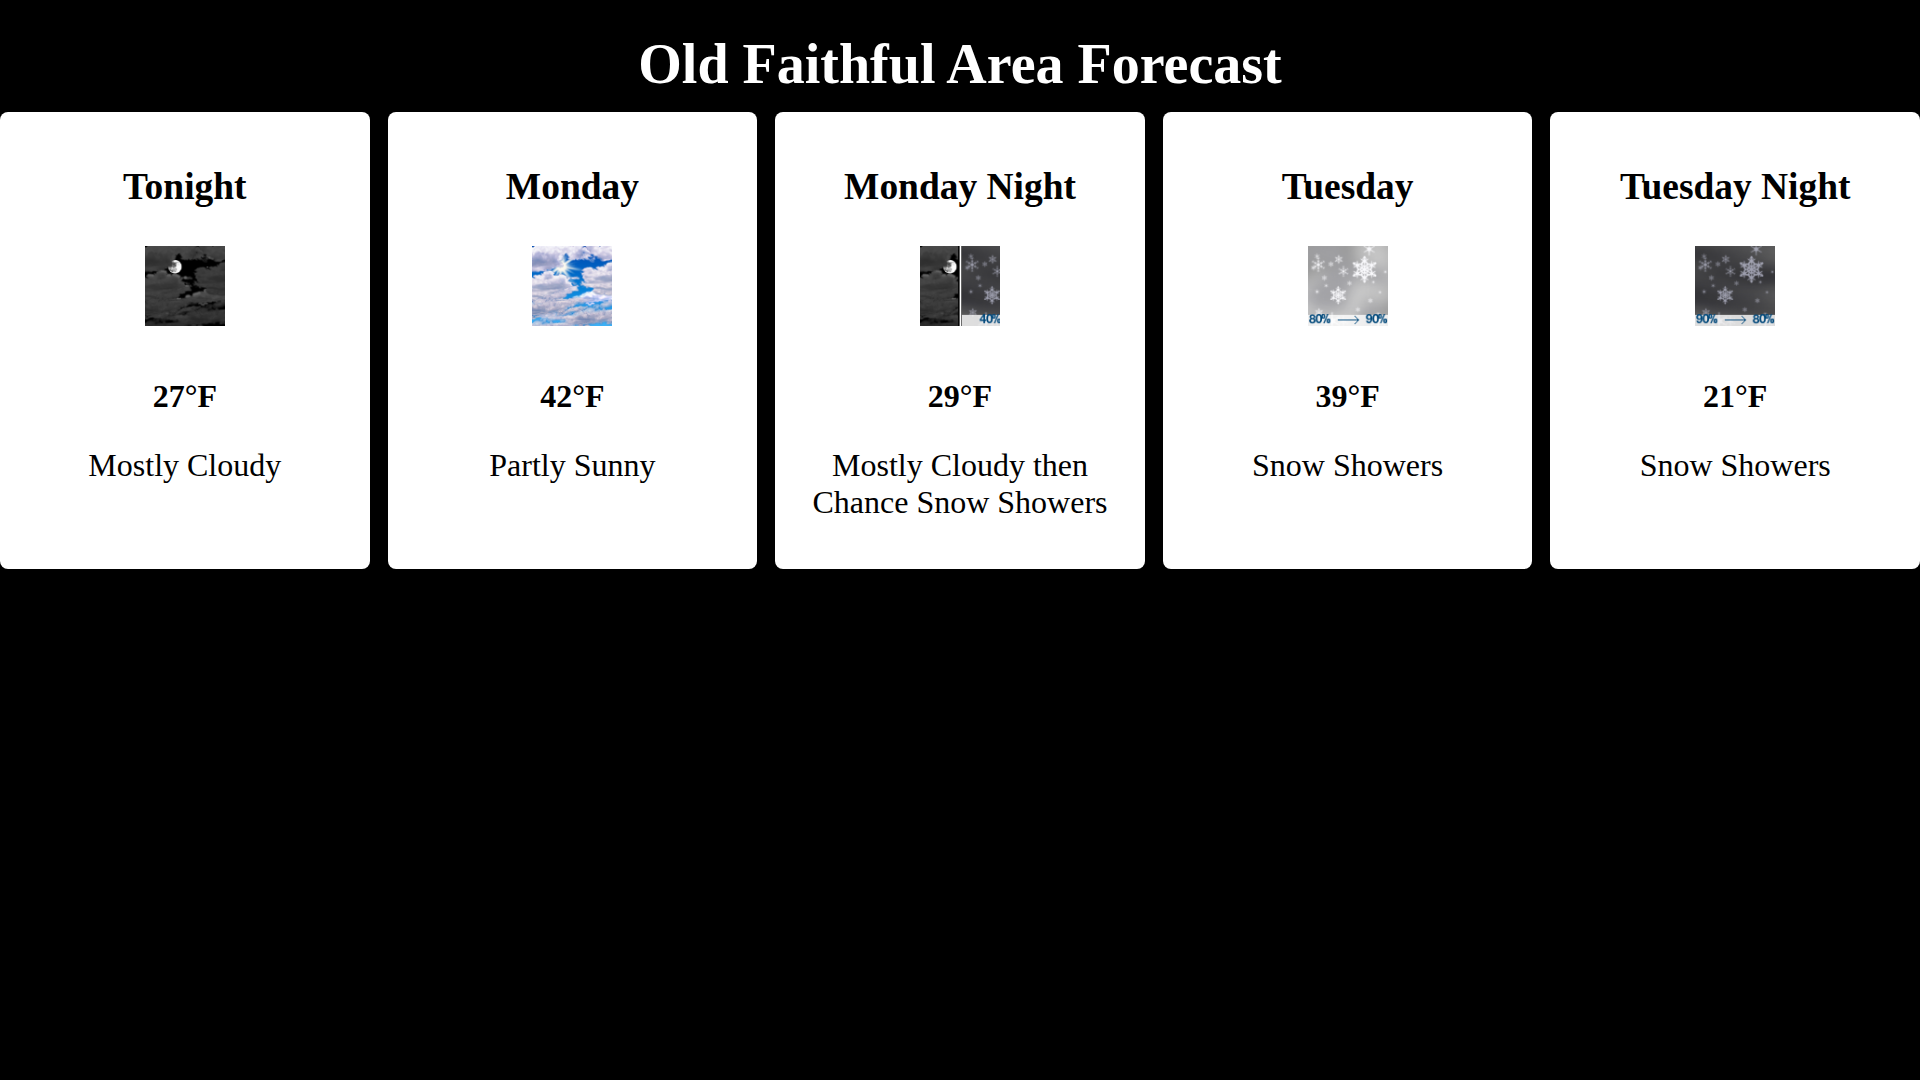 Old Faithful Area Forecast
Tonight
27°F
Mostly Cloudy
Monday
42°F
Partly Sunny
Monday Night
40%
29°F
Mostly Cloudy then
Chance Snow Showers
Tuesday
80% → 90%
39°F
Snow Showers
Tuesday Night
90% → 80%
21°F
Snow Showers